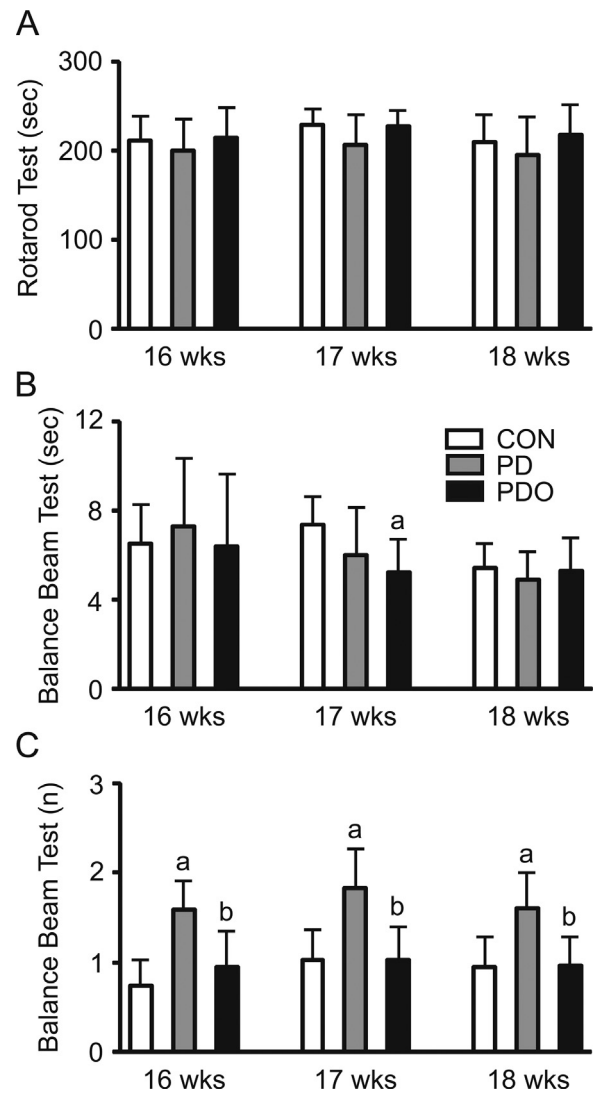 A
Rotarod Test (sec)
300
200
100
0
16 wks 17 wks 18 wks
B
Balance Beam Test (sec)
12
8
4
0
CON
PD
PDO
a
16 wks 17 wks 18 wks
C
Balance Beam Test (n)
3
2
1
0
a b a b a b
16 wks 17 wks 18 wks